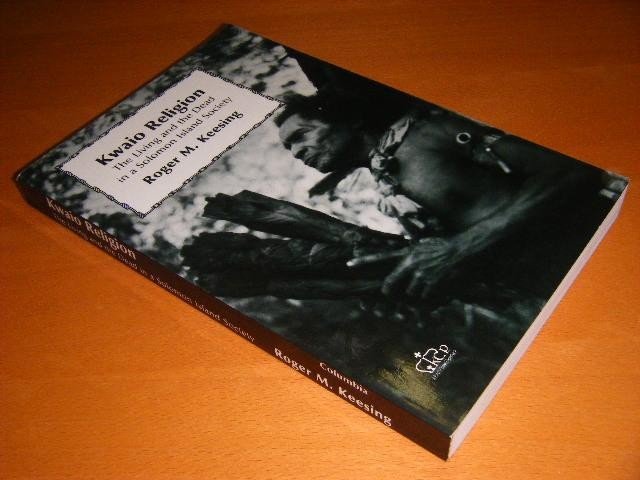 Kwaio Religion
The Living and the Dead
in a Solomon Island Society
Roger M. Keesing
Kwaio Religion
The Living and the Dead in a Solomon Island Society
Columbia
Roger M. Keesing